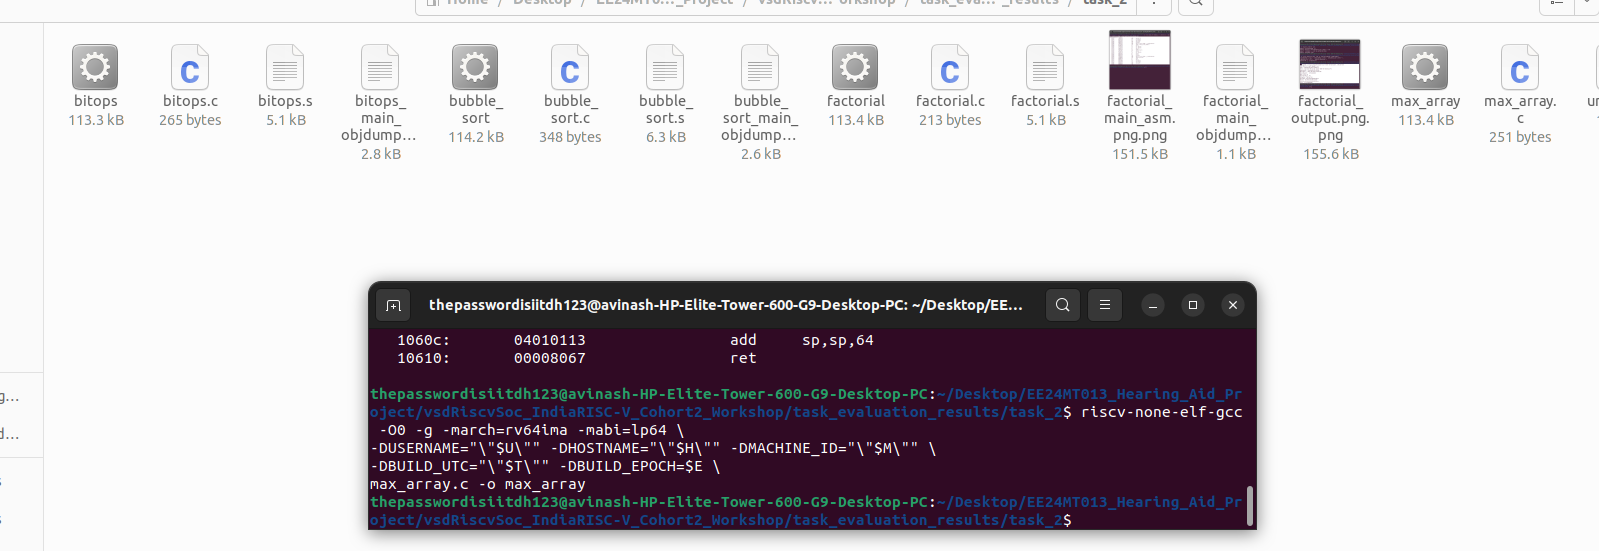 Home / Desktop / EE24MT0..._Project / vsdRiscv... orkshop / task_eva... _results / task_2
bitops
113.3 kB
bitops.c
265 bytes
bitops.s
5.1 kB
bitops_
main_
objdump...
2.8 kB
bubble_
sort
114.2 kB
bubble_
sort.c
348 bytes
bubble_
sort.s
6.3 kB
bubble_
sort_main_
objdump...
2.6 kB
factorial
113.4 kB
factorial.c
213 bytes
factorial.s
5.1 kB
factorial_
main_asm.
png.png
151.5 kB
factorial_
main_
objdump...
1.1 kB
factorial_
output.png.
png
155.6 kB
max_array
113.4 kB
max_array.
c
251 bytes
g...
d...
thepasswordisiitdh123@avinash-HP-Elite-Tower-600-G9-Desktop-PC: ~/Desktop/EE...
1060c: 04010113 add sp,sp,64
10610: 00008067 ret
thepasswordisiitdh123@avinash-HP-Elite-Tower-600-G9-Desktop-PC:~/Desktop/EE24MT013_Hearing_Aid_Pr
oject/vsdRiscvSoc_IndiaRISC-V_Cohort2_Workshop/task_evaluation_results/task_2$ riscv-none-elf-gcc
-O0 -g -march=rv64ima -mabi=lp64 \
-DUSERNAME="\"$U\"" -DHOSTNAME="\"$H\"" -DMACHINE_ID="\"$M\"" \
-DBUILD_UTC="\"$T\"" -DBUILD_EPOCH=$E \
max_array.c -o max_array
thepasswordisiitdh123@avinash-HP-Elite-Tower-600-G9-Desktop-PC:~/Desktop/EE24MT013_Hearing_Aid_Pr
oject/vsdRiscvSoc_IndiaRISC-V_Cohort2_Workshop/task_evaluation_results/task_2$